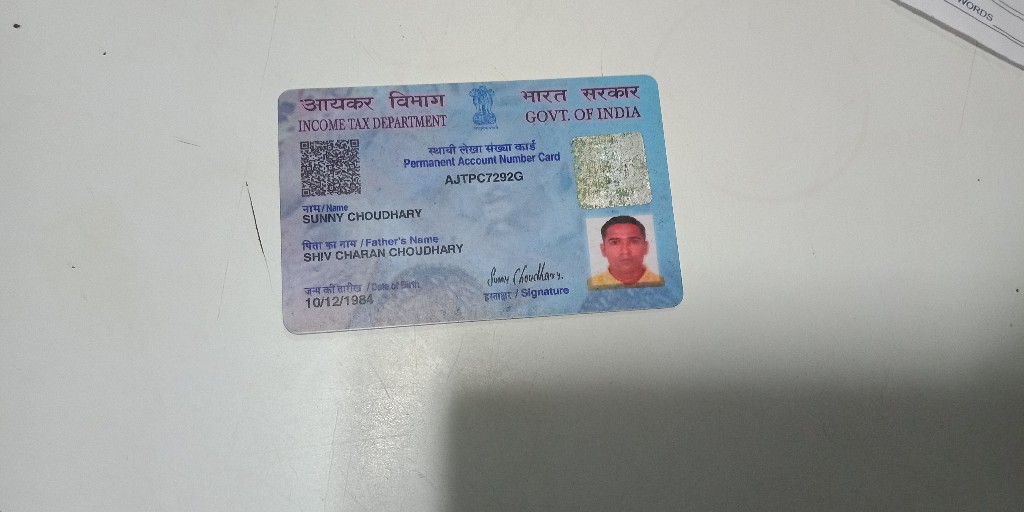 आयकर विभाग
INCOME TAX DEPARTMENT
भारत सरकार
GOVT. OF INDIA
स्थायी लेखा संख्या कार्ड
Permanent Account Number Card
AJTPC7292G
नाम/Name
SUNNY CHOUDHARY
पिता का नाम / Father's Name
SHIV CHARAN CHOUDHARY
जन्म की तारीख / Date of Birth
10/12/1984
Sunny Choudhary.
हस्ताक्षर / Signature
WORDS